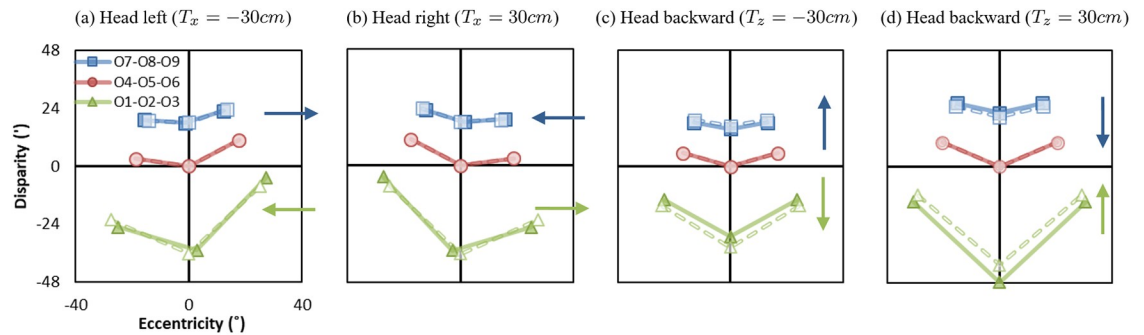 (a) Head left (Tx = −30cm)
(b) Head right (Tx = 30cm)
(c) Head backward (Tz = −30cm)
(d) Head backward (Tz = 30cm)
48
24
0
-24
-48
Disparity (')
O7-O8-O9
O4-O5-O6
O1-O2-O3
-40
0
40
Eccentricity (°)